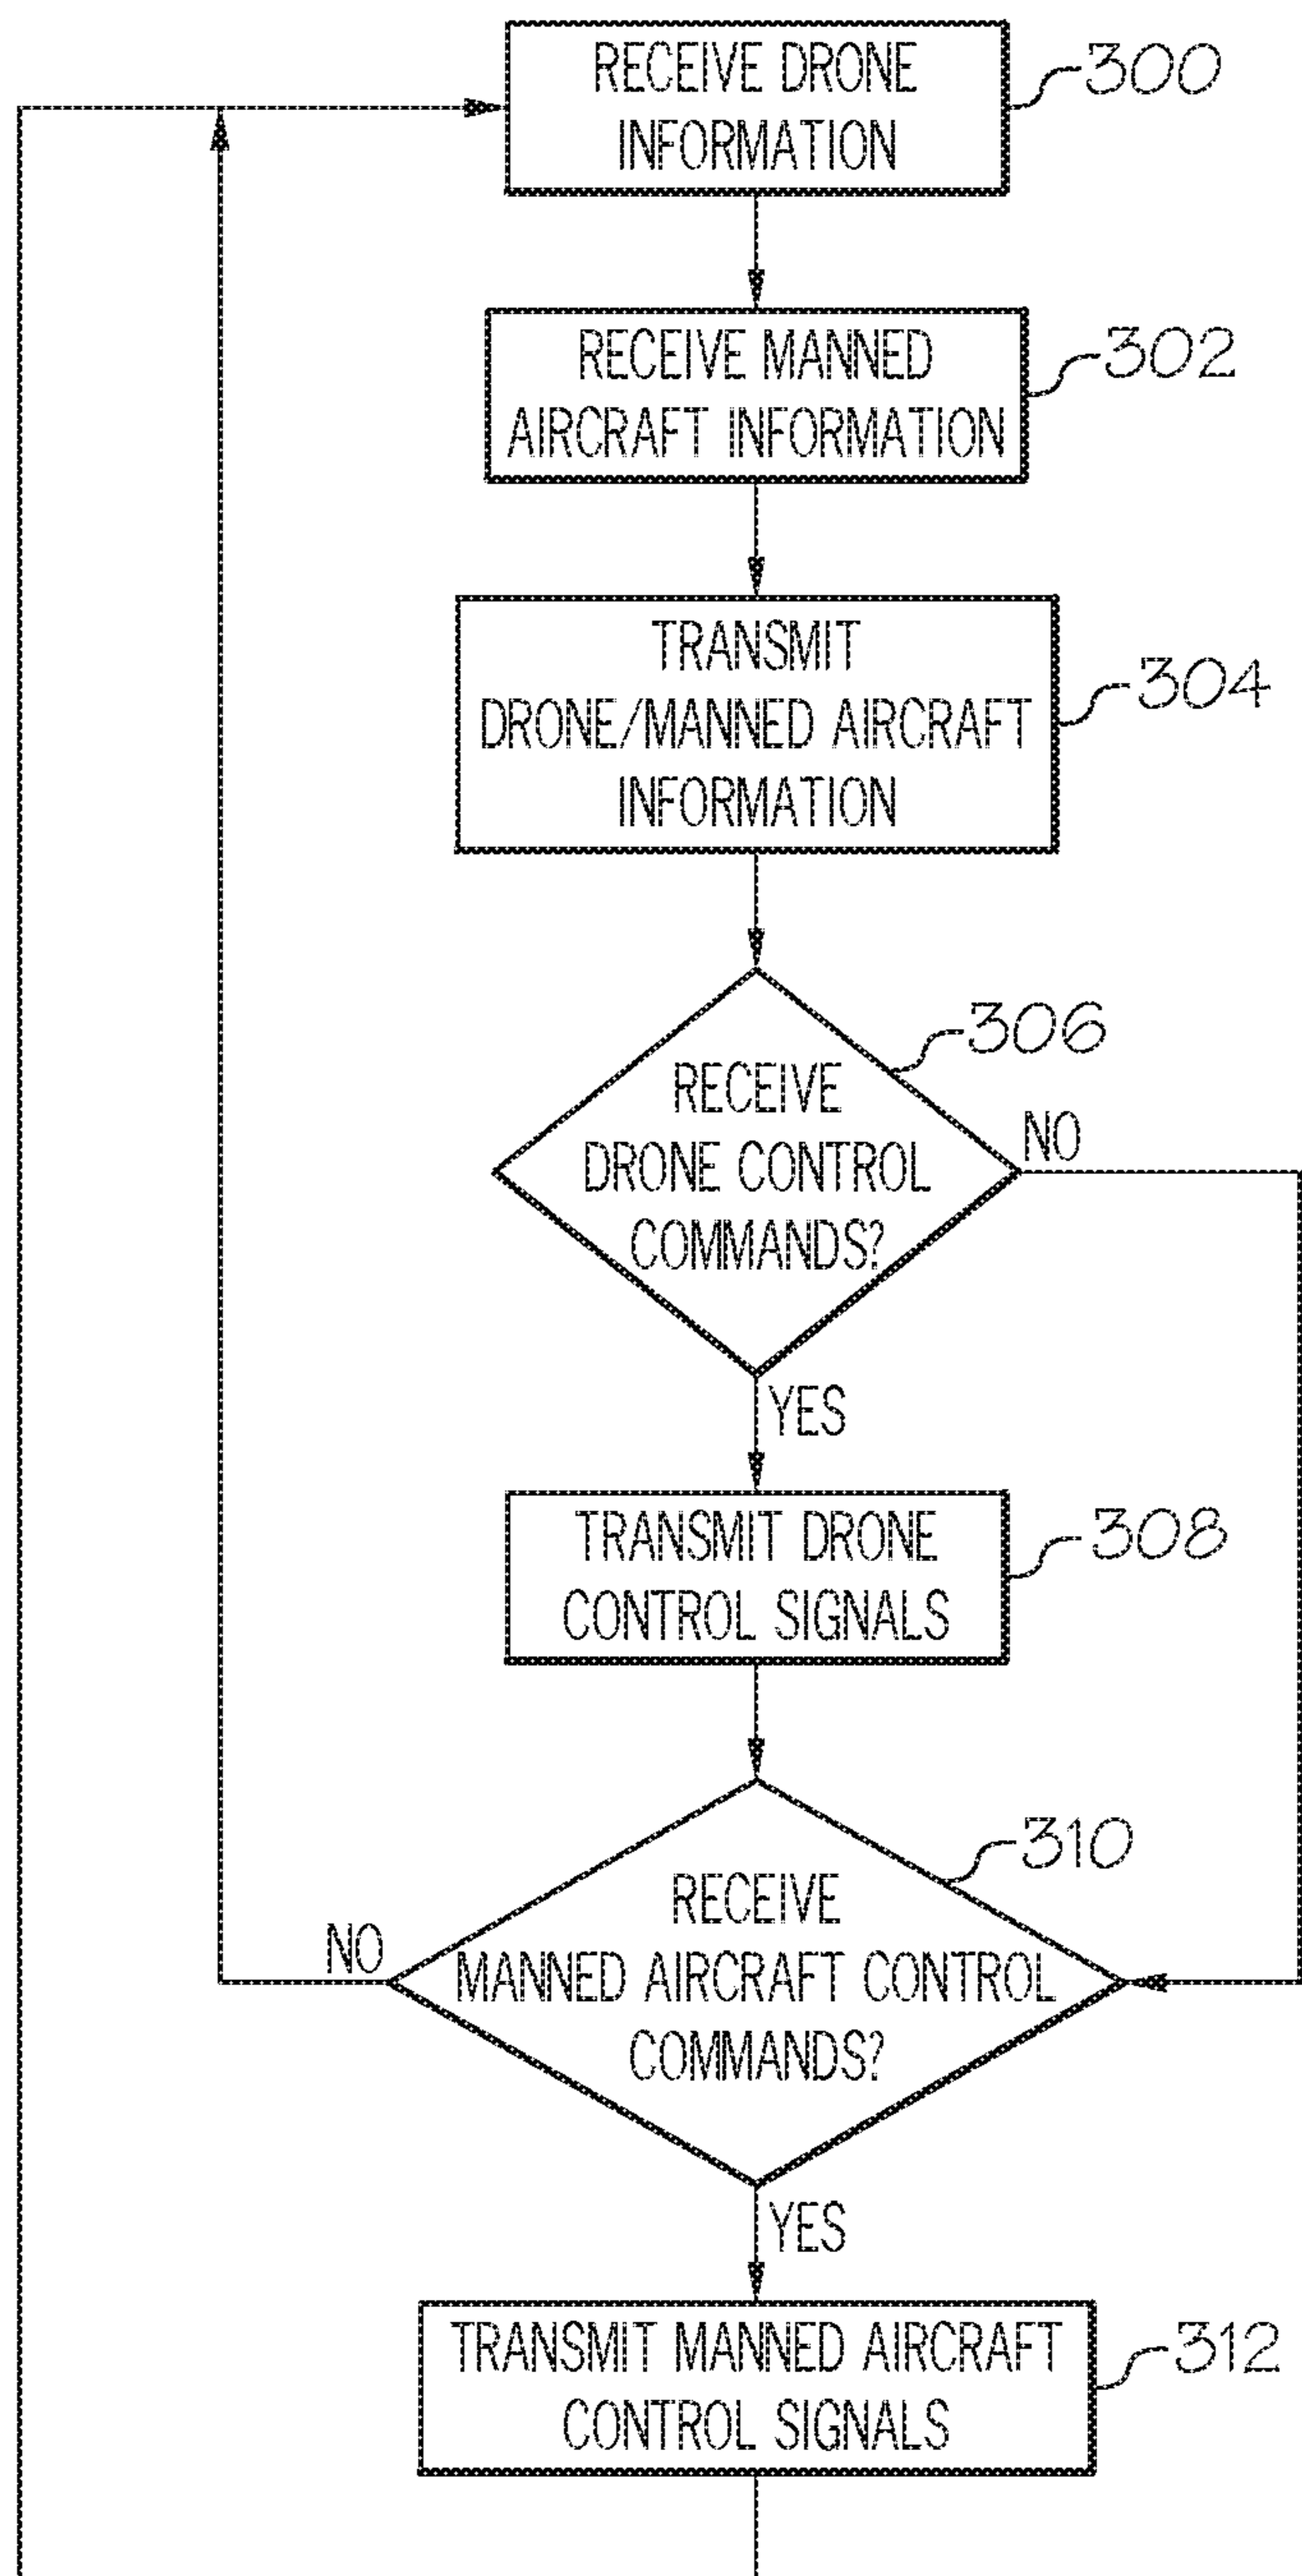 RECEIVE DRONE
INFORMATION
300
RECEIVE MANNED
AIRCRAFT INFORMATION
302
TRANSMIT
DRONE/MANNED AIRCRAFT
INFORMATION
304
RECEIVE
DRONE CONTROL
COMMANDS?
306
NO
YES
TRANSMIT DRONE
CONTROL SIGNALS
308
RECEIVE
MANNED AIRCRAFT CONTROL
COMMANDS?
310
NO
YES
TRANSMIT MANNED AIRCRAFT
CONTROL SIGNALS
312